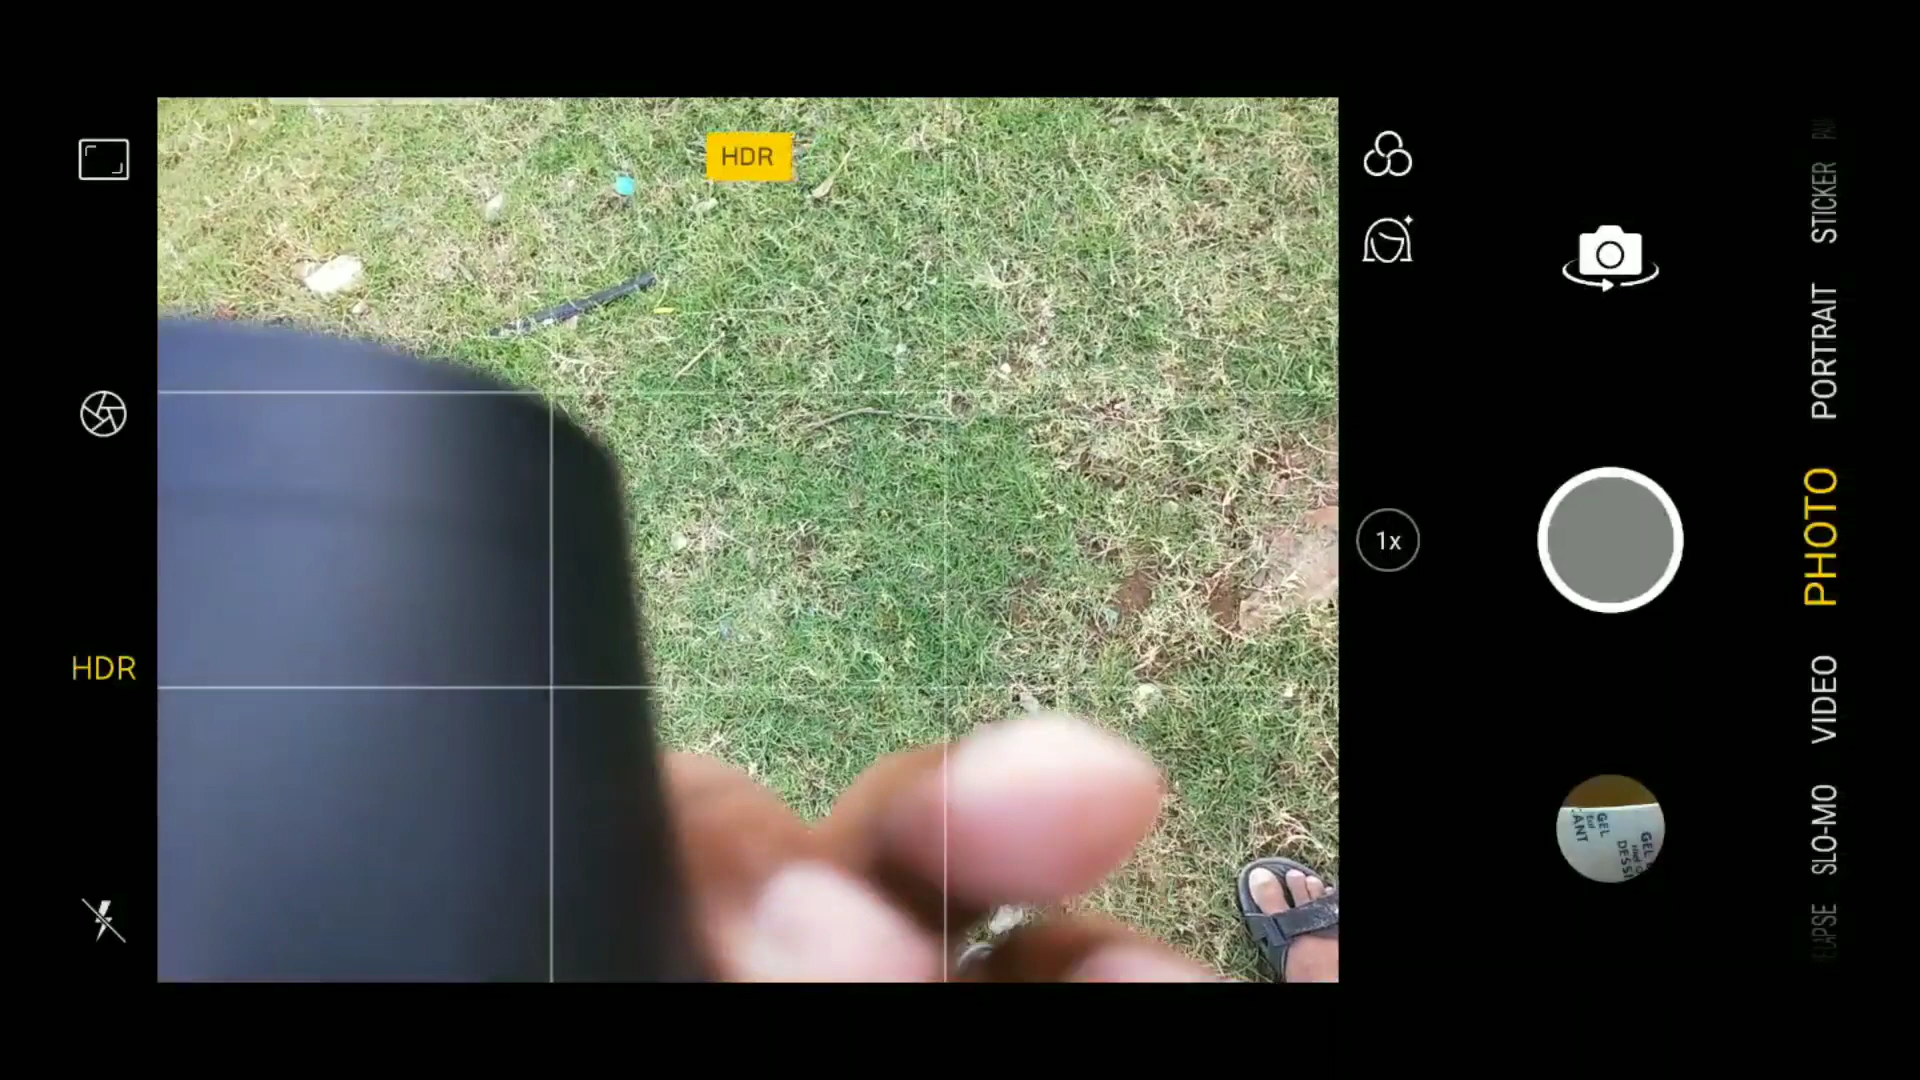 HDR
HDR
1x
STICKER
PORTRAIT
PHOTO
VIDEO
SLO-MO
GEL
GEL